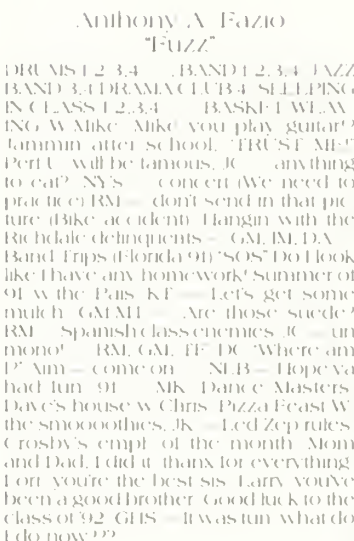 Anthony A. Fazio
"Fuzz"
DRUMS 1,2,3,4 BAND 1,2,3,4 JAZZ
BAND 3,4 DRAMA CLUB 4 SLEEPING
IN CLASS 1,2,3,4 BASKET WEAV-
ING W/Mike Mike you play guitar?
Jammin after school, "TRUST ME!"
Perf U will be famous, JC anything
to eat? NY's concert (We need to
practice) RM don't send in that pic-
ture (Bike accident) Hangin with the
Richdale delinquents — GM, IM, DA
Band Trips (Florida 91) "SOS" Do I look
like I have any homework! Summer of
91 w/the Pals KF — Let's get some
mulch GM MH Are those suede?
RM Spanish class enemies JC un
mono! RM, GM, TF DC Where am
I? Aim — come on NLB — Hope ya
had fun 91 MK Dance Masters
Dave's house w/Chris Pizza Feast W/
the smooooothies, JK — Led Zep rules
Crosby's empl of the month Mom
and Dad, I did it thanx for everything
Lori you're the best sis Larry you've
been a good brother Good luck to the
class of '92 GHS — It was fun what do
I do now???